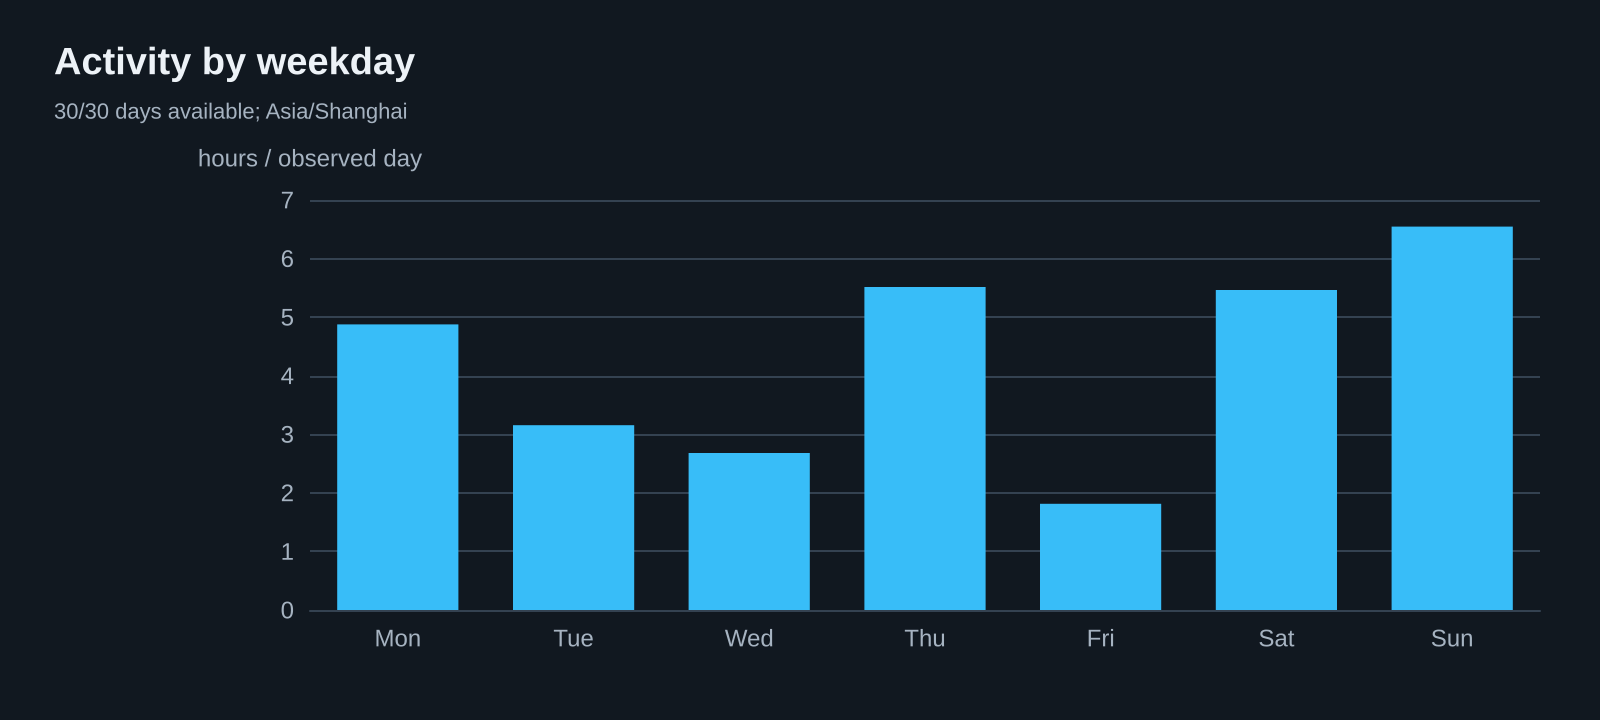 Activity by weekday
30/30 days available; Asia/Shanghai
hours / observed day
7
6
5
4
3
2
1
0
Mon Tue Wed Thu Fri Sat Sun